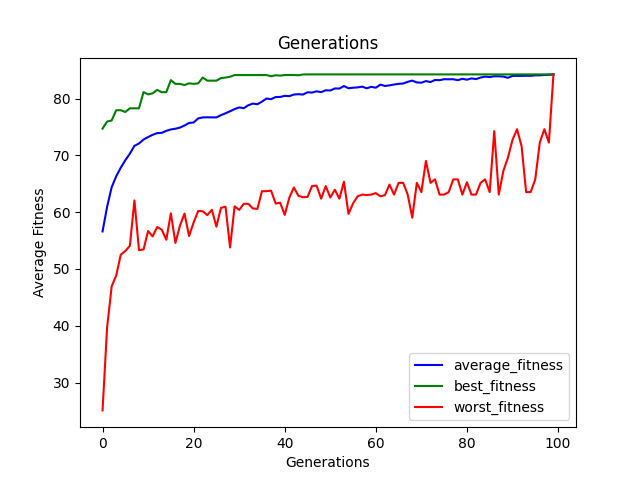 Generations
80
70
60
50
40
30
Average Fitness
0 20 40 60 80 100
Generations
average_fitness
best_fitness
worst_fitness